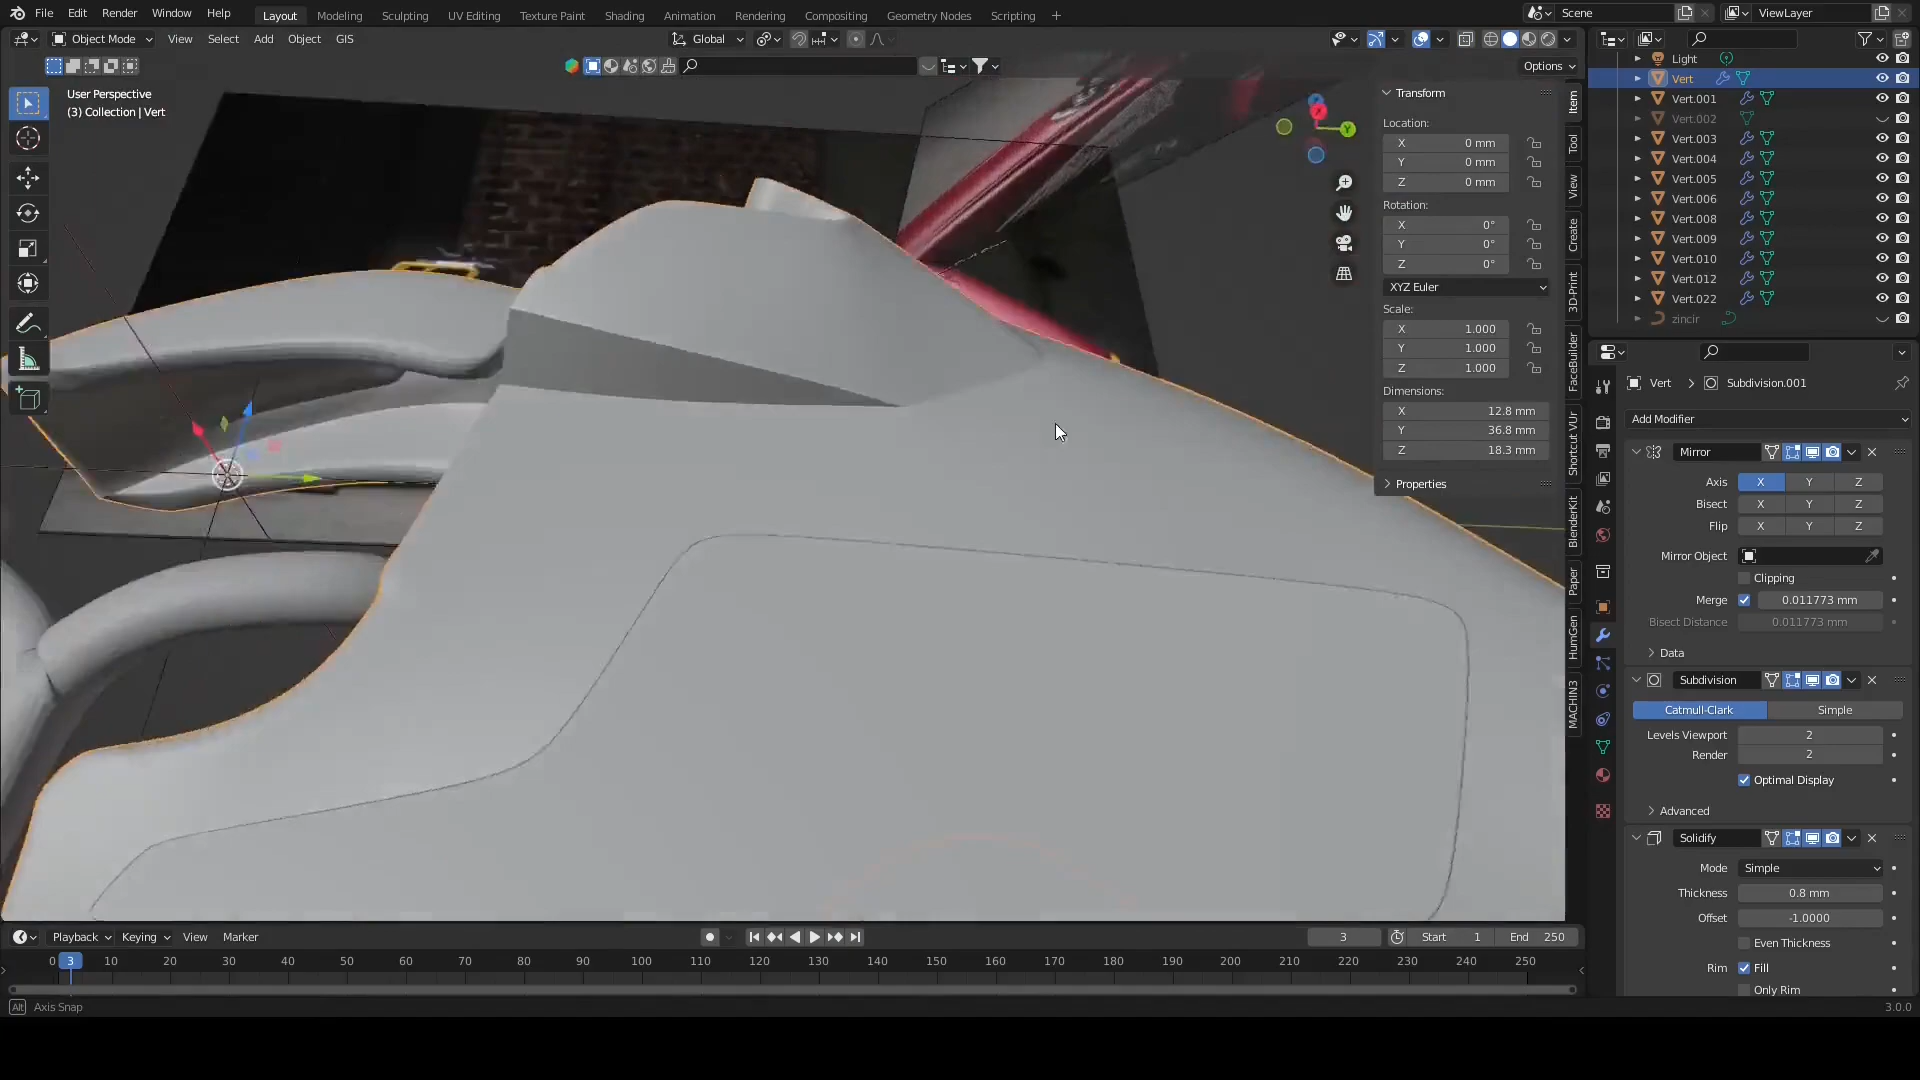 File Edit Render Window Help Layout Modeling Sculpting UV Editing Texture Paint Shading Animation Rendering Compositing Geometry Nodes Scripting + Scene ViewLayer
Object Mode View Select Add Object GIS Global
Options
User Perspective
(3) Collection | Vert
Transform
Location:
X 0 mm
Y 0 mm
Z 0 mm
Rotation:
X 0°
Y 0°
Z 0°
XYZ Euler
Scale:
X 1.000
Y 1.000
Z 1.000
Dimensions:
X 12.8 mm
Y 36.8 mm
Z 18.3 mm
Properties
Y
Item
Tool
View
Create
3D-Print
FaceBuilder
Shortcut VUr
BlenderKit
Paper
HumGen
MACHIN3
Light
Vert
Vert.001
Vert.002
Vert.003
Vert.004
Vert.005
Vert.006
Vert.008
Vert.009
Vert.010
Vert.012
Vert.022
zincir
Vert Subdivision.001
Add Modifier
Mirror
Axis X Y Z
Bisect X Y Z
Flip X Y Z
Mirror Object
Clipping
Merge 0.011773 mm
Bisect Distance 0.011773 mm
Data
Subdivision
Catmull-Clark Simple
Levels Viewport 2
Render 2
Optimal Display
Advanced
Solidify
Mode Simple
Thickness 0.8 mm
Offset -1.0000
Even Thickness
Rim Fill
Only Rim
Playback Keying View Marker 3 Start 1 End 250
0 3 10 20 30 40 50 60 70 80 90 100 110 120 130 140 150 160 170 180 190 200 210 220 230 240 250
Alt Axis Snap 3.0.0